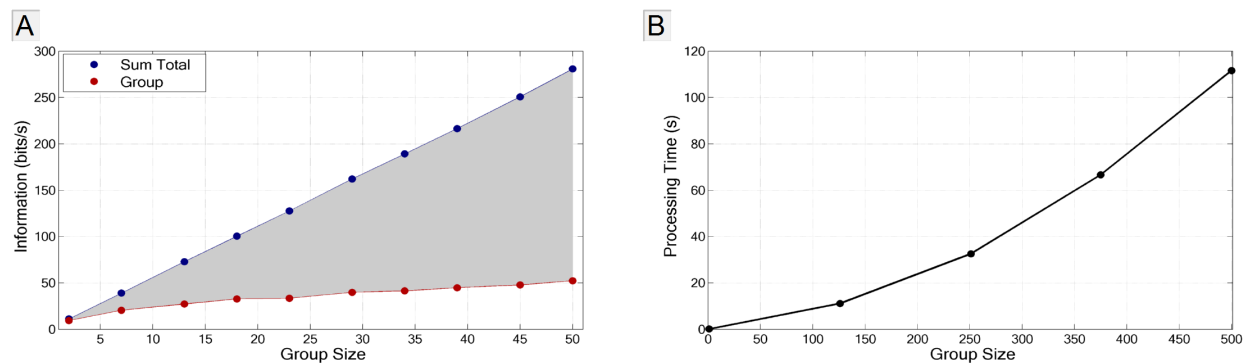 A
300
250
200
150
100
50
0
Information (bits/s)
Sum Total
Group
5 10 15 20 25 30 35 40 45 50
Group Size
B
120
100
80
60
40
20
0
Processing Time (s)
0 50 100 150 200 250 300 350 400 450 500
Group Size